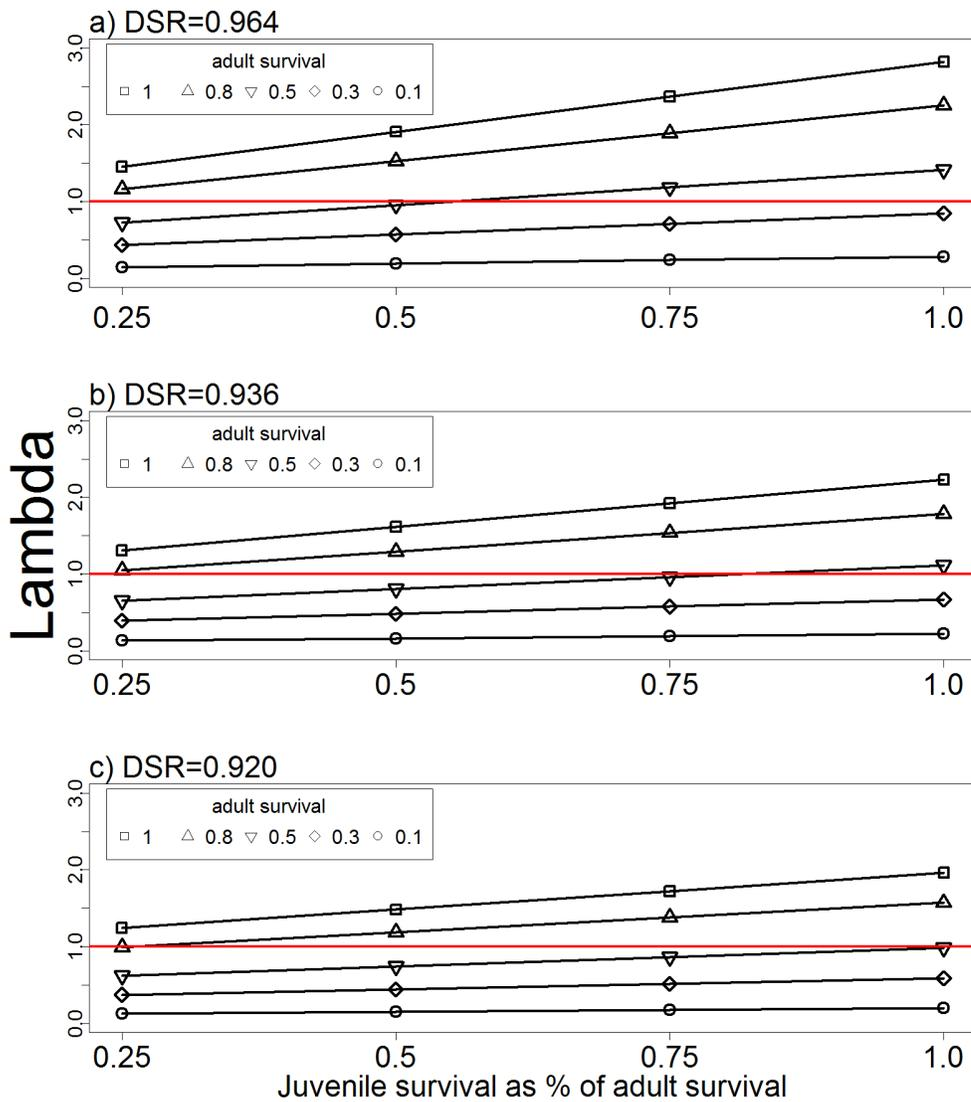 a) DSR=0.964
adult survival
1 0.8 0.5 0.3 0.1
3.0
2.0
1.0
0.0
0.25 0.5 0.75 1.0
b) DSR=0.936
adult survival
1 0.8 0.5 0.3 0.1
3.0
2.0
1.0
0.0
0.25 0.5 0.75 1.0
Lambda
c) DSR=0.920
adult survival
1 0.8 0.5 0.3 0.1
3.0
2.0
1.0
0.0
0.25 0.5 0.75 1.0
Juvenile survival as % of adult survival